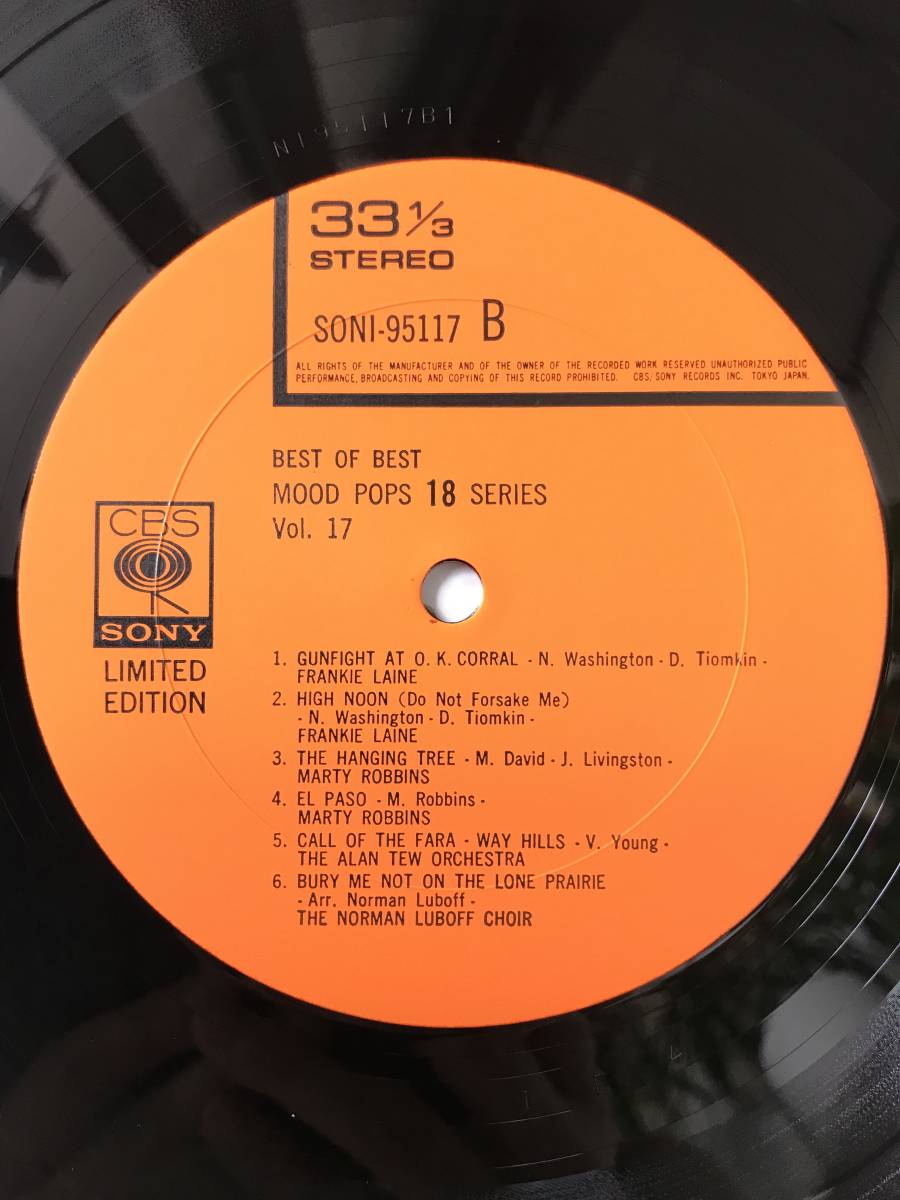 N195117B1
33 1/3
STEREO
SONI-95117 B
ALL RIGHTS OF THE MANUFACTURER AND OF THE OWNER OF THE RECORDED WORK RESERVED UNAUTHORIZED PUBLIC
PERFORMANCE, BROADCASTING AND COPYING OF THIS RECORD PROHIBITED. CBS/SONY RECORDS INC. TOKYO JAPAN.
BEST OF BEST
MOOD POPS 18 SERIES
Vol. 17
CBS
SONY
LIMITED
EDITION
1. GUNFIGHT AT O. K. CORRAL - N. Washington - D. Tiomkin -
FRANKIE LAINE
2. HIGH NOON (Do Not Forsake Me)
- N. Washington - D. Tiomkin -
FRANKIE LAINE
3. THE HANGING TREE - M. David - J. Livingston -
MARTY ROBBINS
4. EL PASO - M. Robbins -
MARTY ROBBINS
5. CALL OF THE FARA - WAY HILLS - V. Young -
THE ALAN TEW ORCHESTRA
6. BURY ME NOT ON THE LONE PRAIRIE
- Arr. Norman Luboff -
THE NORMAN LUBOFF CHOIR